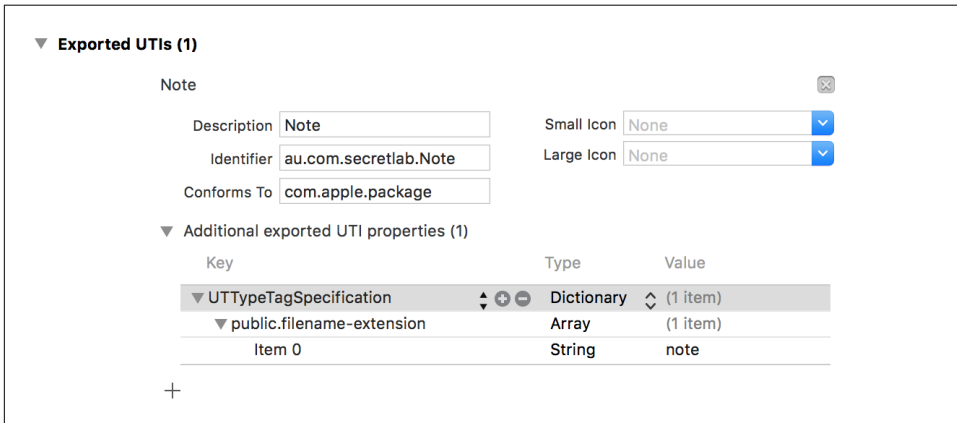 Exported UTIs (1)
Note
Description Note Small Icon None
Identifier au.com.secretlab.Note Large Icon None
Conforms To com.apple.package
Additional exported UTI properties (1)
Key Type Value
UTTypeTagSpecification Dictionary (1 item)
public.filename-extension Array (1 item)
Item 0 String note